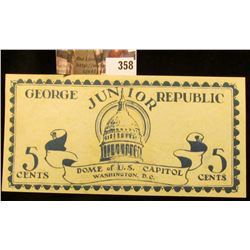 358
GEORGE JUNIOR REPUBLIC
5 CENTS
5 CENTS
DOME OF U.S. CAPITOL
WASHINGTON, D.C.